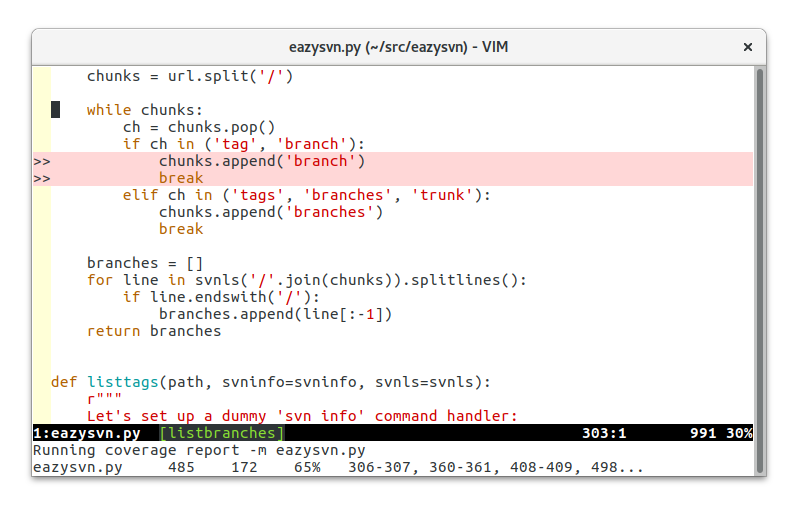 eazysvn.py (~/src/eazysvn) - VIM ×
    chunks = url.split('/')
    while chunks:
        ch = chunks.pop()
        if ch in ('tag', 'branch'):
>>            chunks.append('branch')
>>            break
        elif ch in ('tags', 'branches', 'trunk'):
            chunks.append('branches')
            break
    branches = []
    for line in svnls('/'.join(chunks)).splitlines():
        if line.endswith('/'):
            branches.append(line[:-1])
    return branches
def listtags(path, svninfo=svninfo, svnls=svnls):
    r"""
    Let's set up a dummy 'svn info' command handler:
1:eazysvn.py  [listbranches]                                 303:1       991 30%
Running coverage report -m eazysvn.py
eazysvn.py     485    172    65%   306-307, 360-361, 408-409, 498...